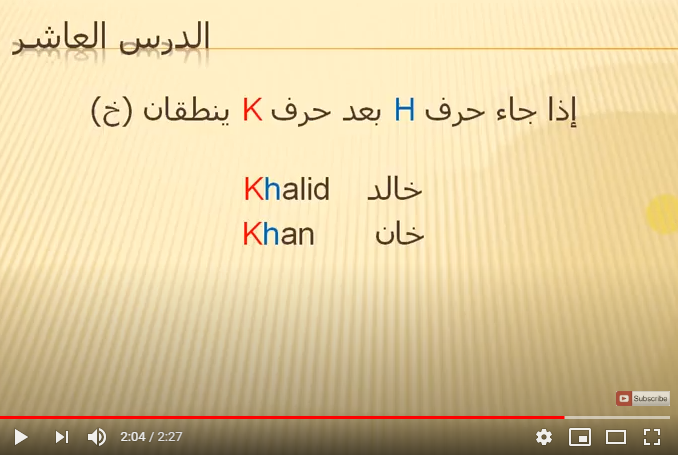 الدرس العاشر
إذا جاء حرف H بعد حرف K ينطقان (خ)
Khalid خالد
Khan خان
Subscribe
2:04 / 2:27